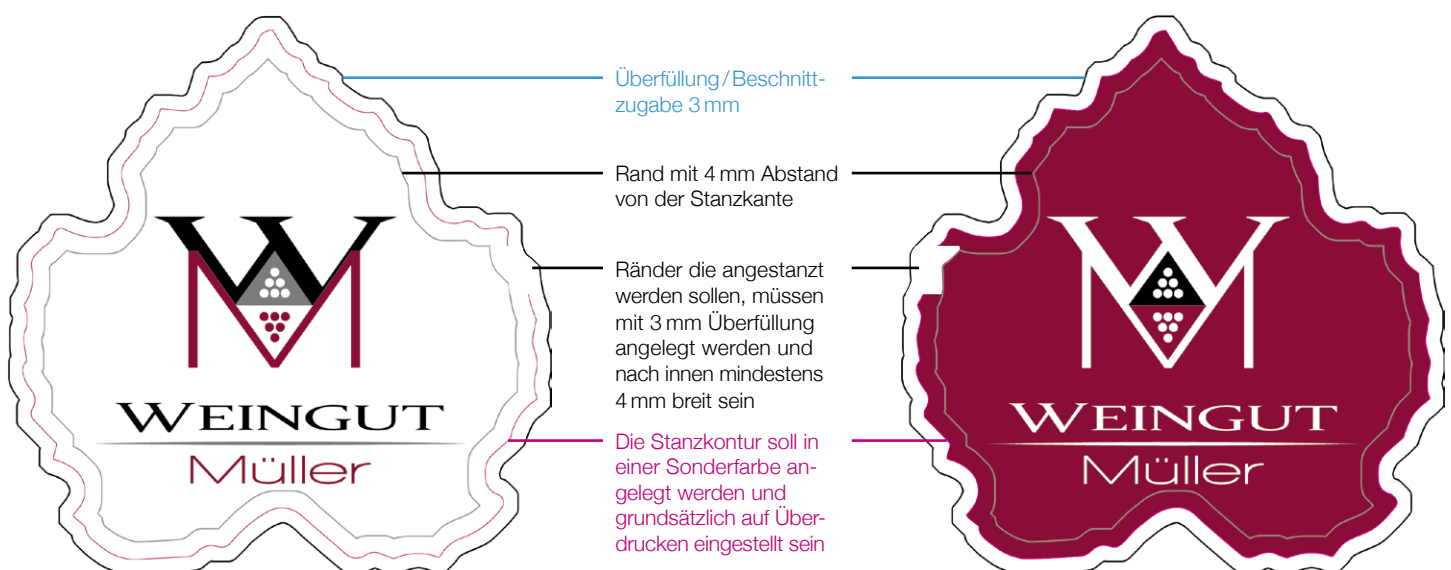 WM
WEINGUT
Müller
Überfüllung / Beschnitt-
zugabe 3 mm
Rand mit 4 mm Abstand
von der Stanzkante
Ränder die angestanzt
werden sollen, müssen
mit 3 mm Überfüllung
angelegt werden und
nach innen mindestens
4 mm breit sein
Die Stanzkontur soll in
einer Sonderfarbe an-
gelegt werden und
grundsätzlich auf Über-
drucken eingestellt sein
WM
WEINGUT
Müller